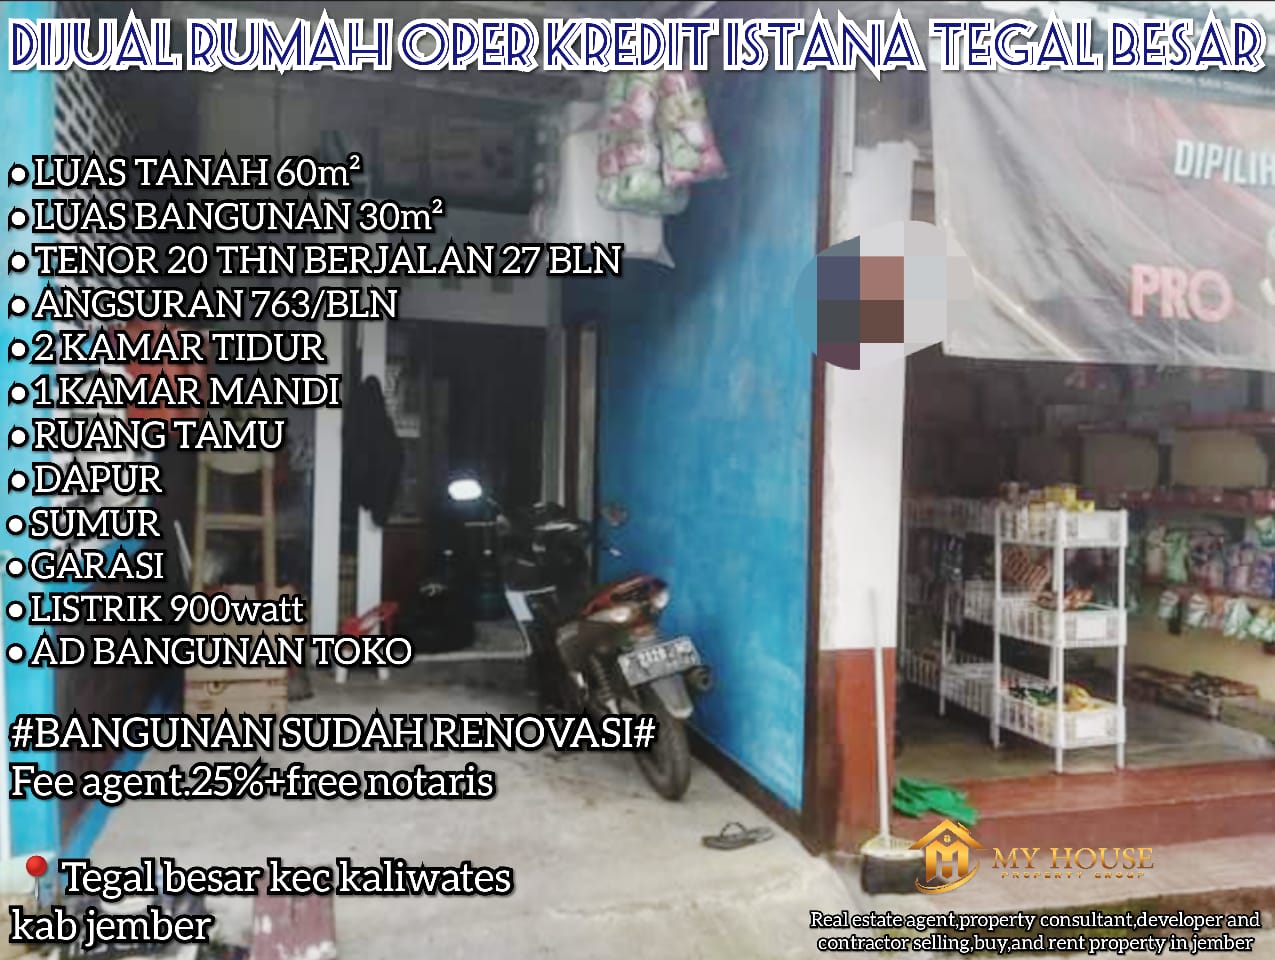 DIJUAL RUMAH OPER KREDIT ISTANA TEGAL BESAR
• LUAS TANAH 60m²
• LUAS BANGUNAN 30m²
• TENOR 20 THN BERJALAN 27 BLN
• ANGSURAN 763/BLN
• 2 KAMAR TIDUR
• 1 KAMAR MANDI
• RUANG TAMU
• DAPUR
• SUMUR
• GARASI
• LISTRIK 900watt
• AD BANGUNAN TOKO
#BANGUNAN SUDAH RENOVASI#
Fee agent.25%+free notaris
📍Tegal besar kec kaliwates
kab jember
DIPILIH
PRO
MY HOUSE
PROPERTY GROUP
Real estate agent,property consultant,developer and
contractor selling,buy,and rent property in jember